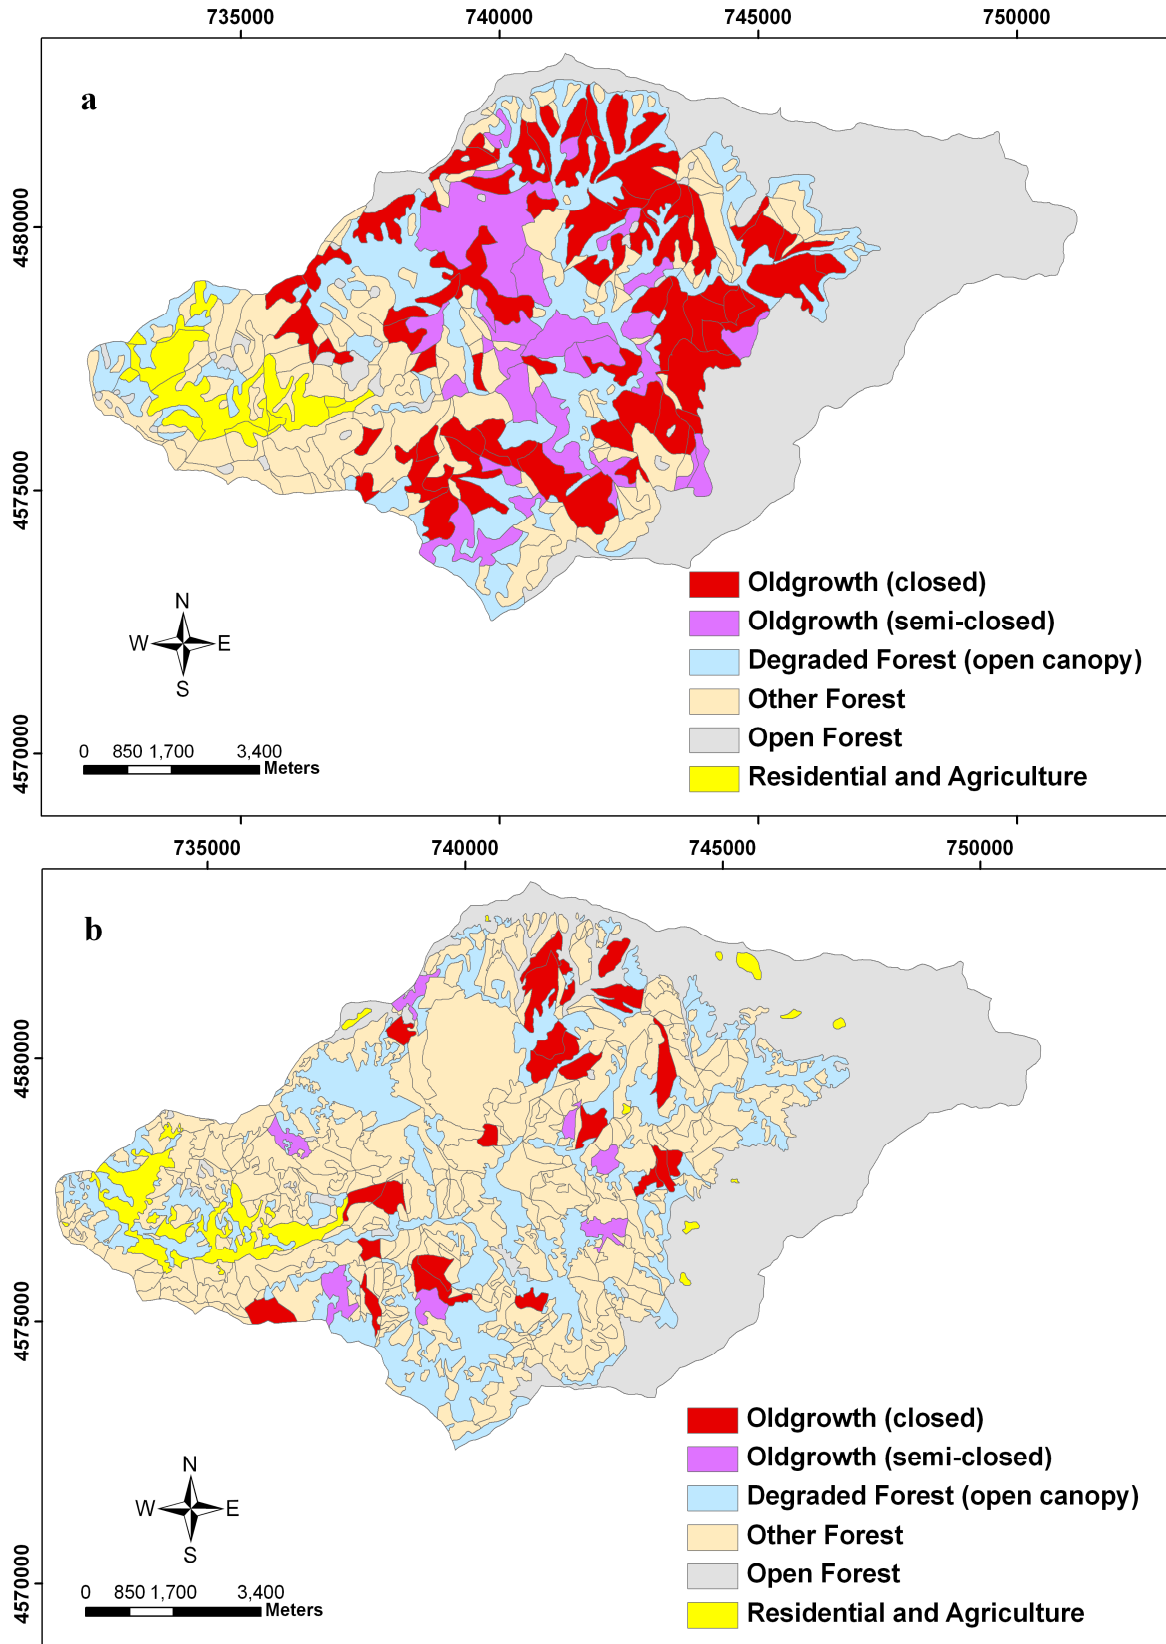 735000 740000 745000 750000
a
4580000
4575000
4570000
N
W E
S
0 850 1,700 3,400
Meters
Oldgrowth (closed)
Oldgrowth (semi-closed)
Degraded Forest (open canopy)
Other Forest
Open Forest
Residential and Agriculture
735000 740000 745000 750000
b
4580000
4575000
4570000
N
W E
S
0 850 1,700 3,400
Meters
Oldgrowth (closed)
Oldgrowth (semi-closed)
Degraded Forest (open canopy)
Other Forest
Open Forest
Residential and Agriculture